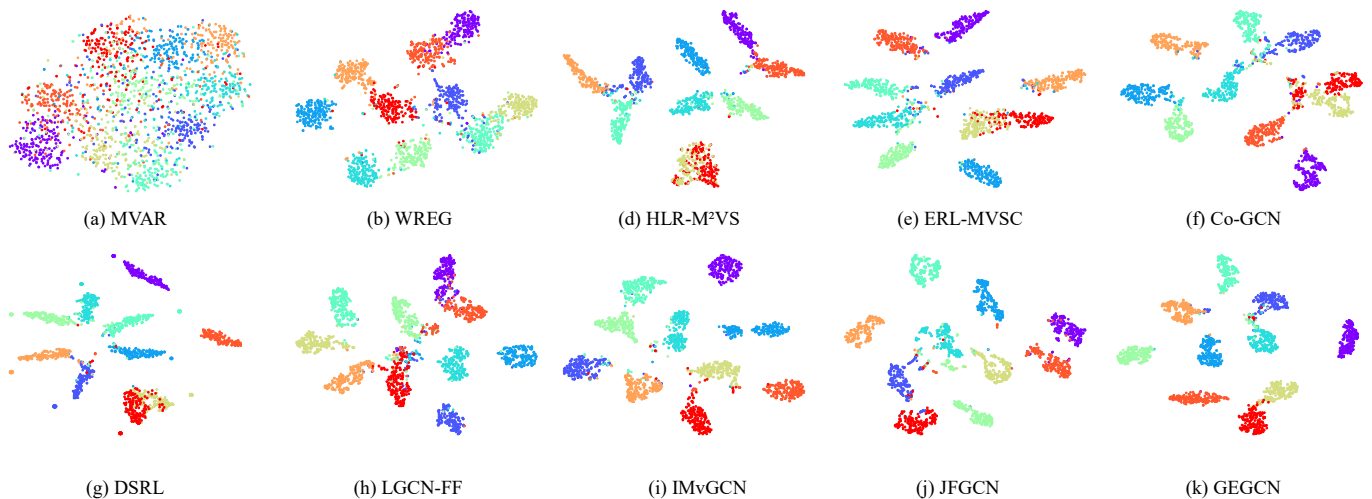 (a) MVAR
(b) WREG
(d) HLR-M²VS
(e) ERL-MVSC
(f) Co-GCN
(g) DSRL
(h) LGCN-FF
(i) IMvGCN
(j) JFGCN
(k) GEGCN